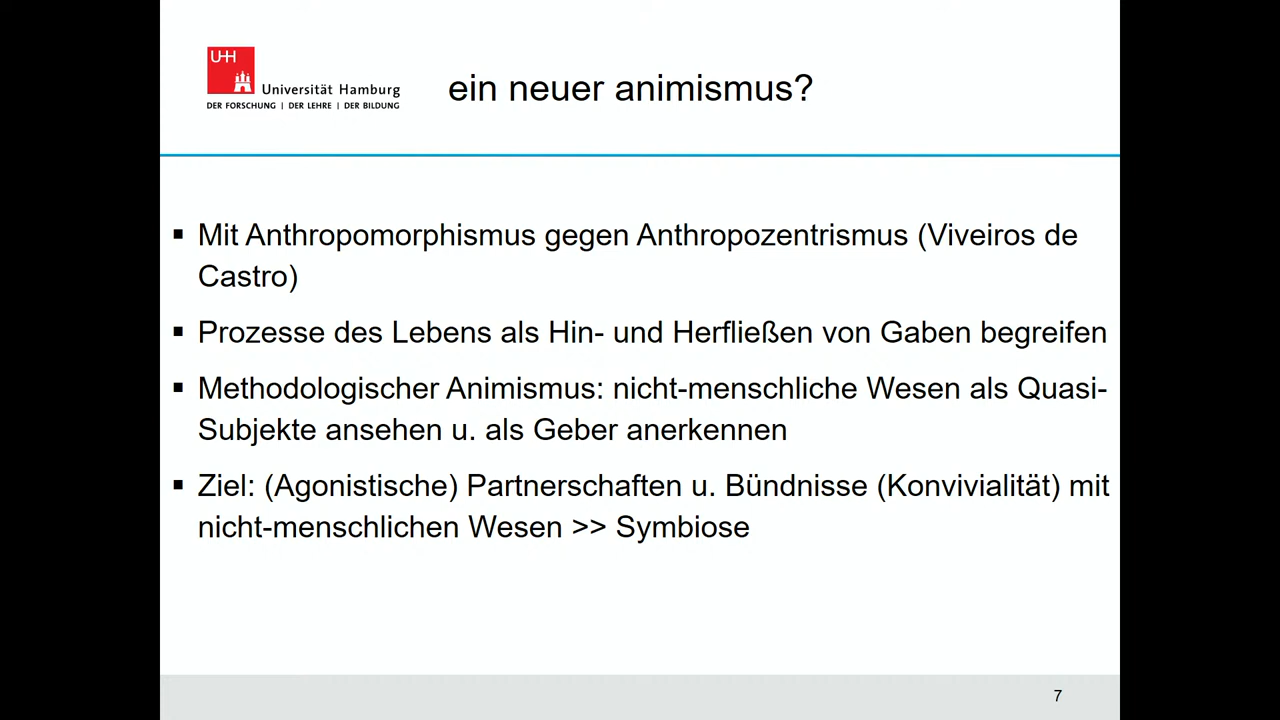 UHH
Universität Hamburg
DER FORSCHUNG | DER LEHRE | DER BILDUNG
ein neuer animismus?
▪ Mit Anthropomorphismus gegen Anthropozentrismus (Viveiros de
Castro)
▪ Prozesse des Lebens als Hin- und Herfließen von Gaben begreifen
▪ Methodologischer Animismus: nicht-menschliche Wesen als Quasi-
Subjekte ansehen u. als Geber anerkennen
▪ Ziel: (Agonistische) Partnerschaften u. Bündnisse (Konvivialität) mit
nicht-menschlichen Wesen >> Symbiose
7